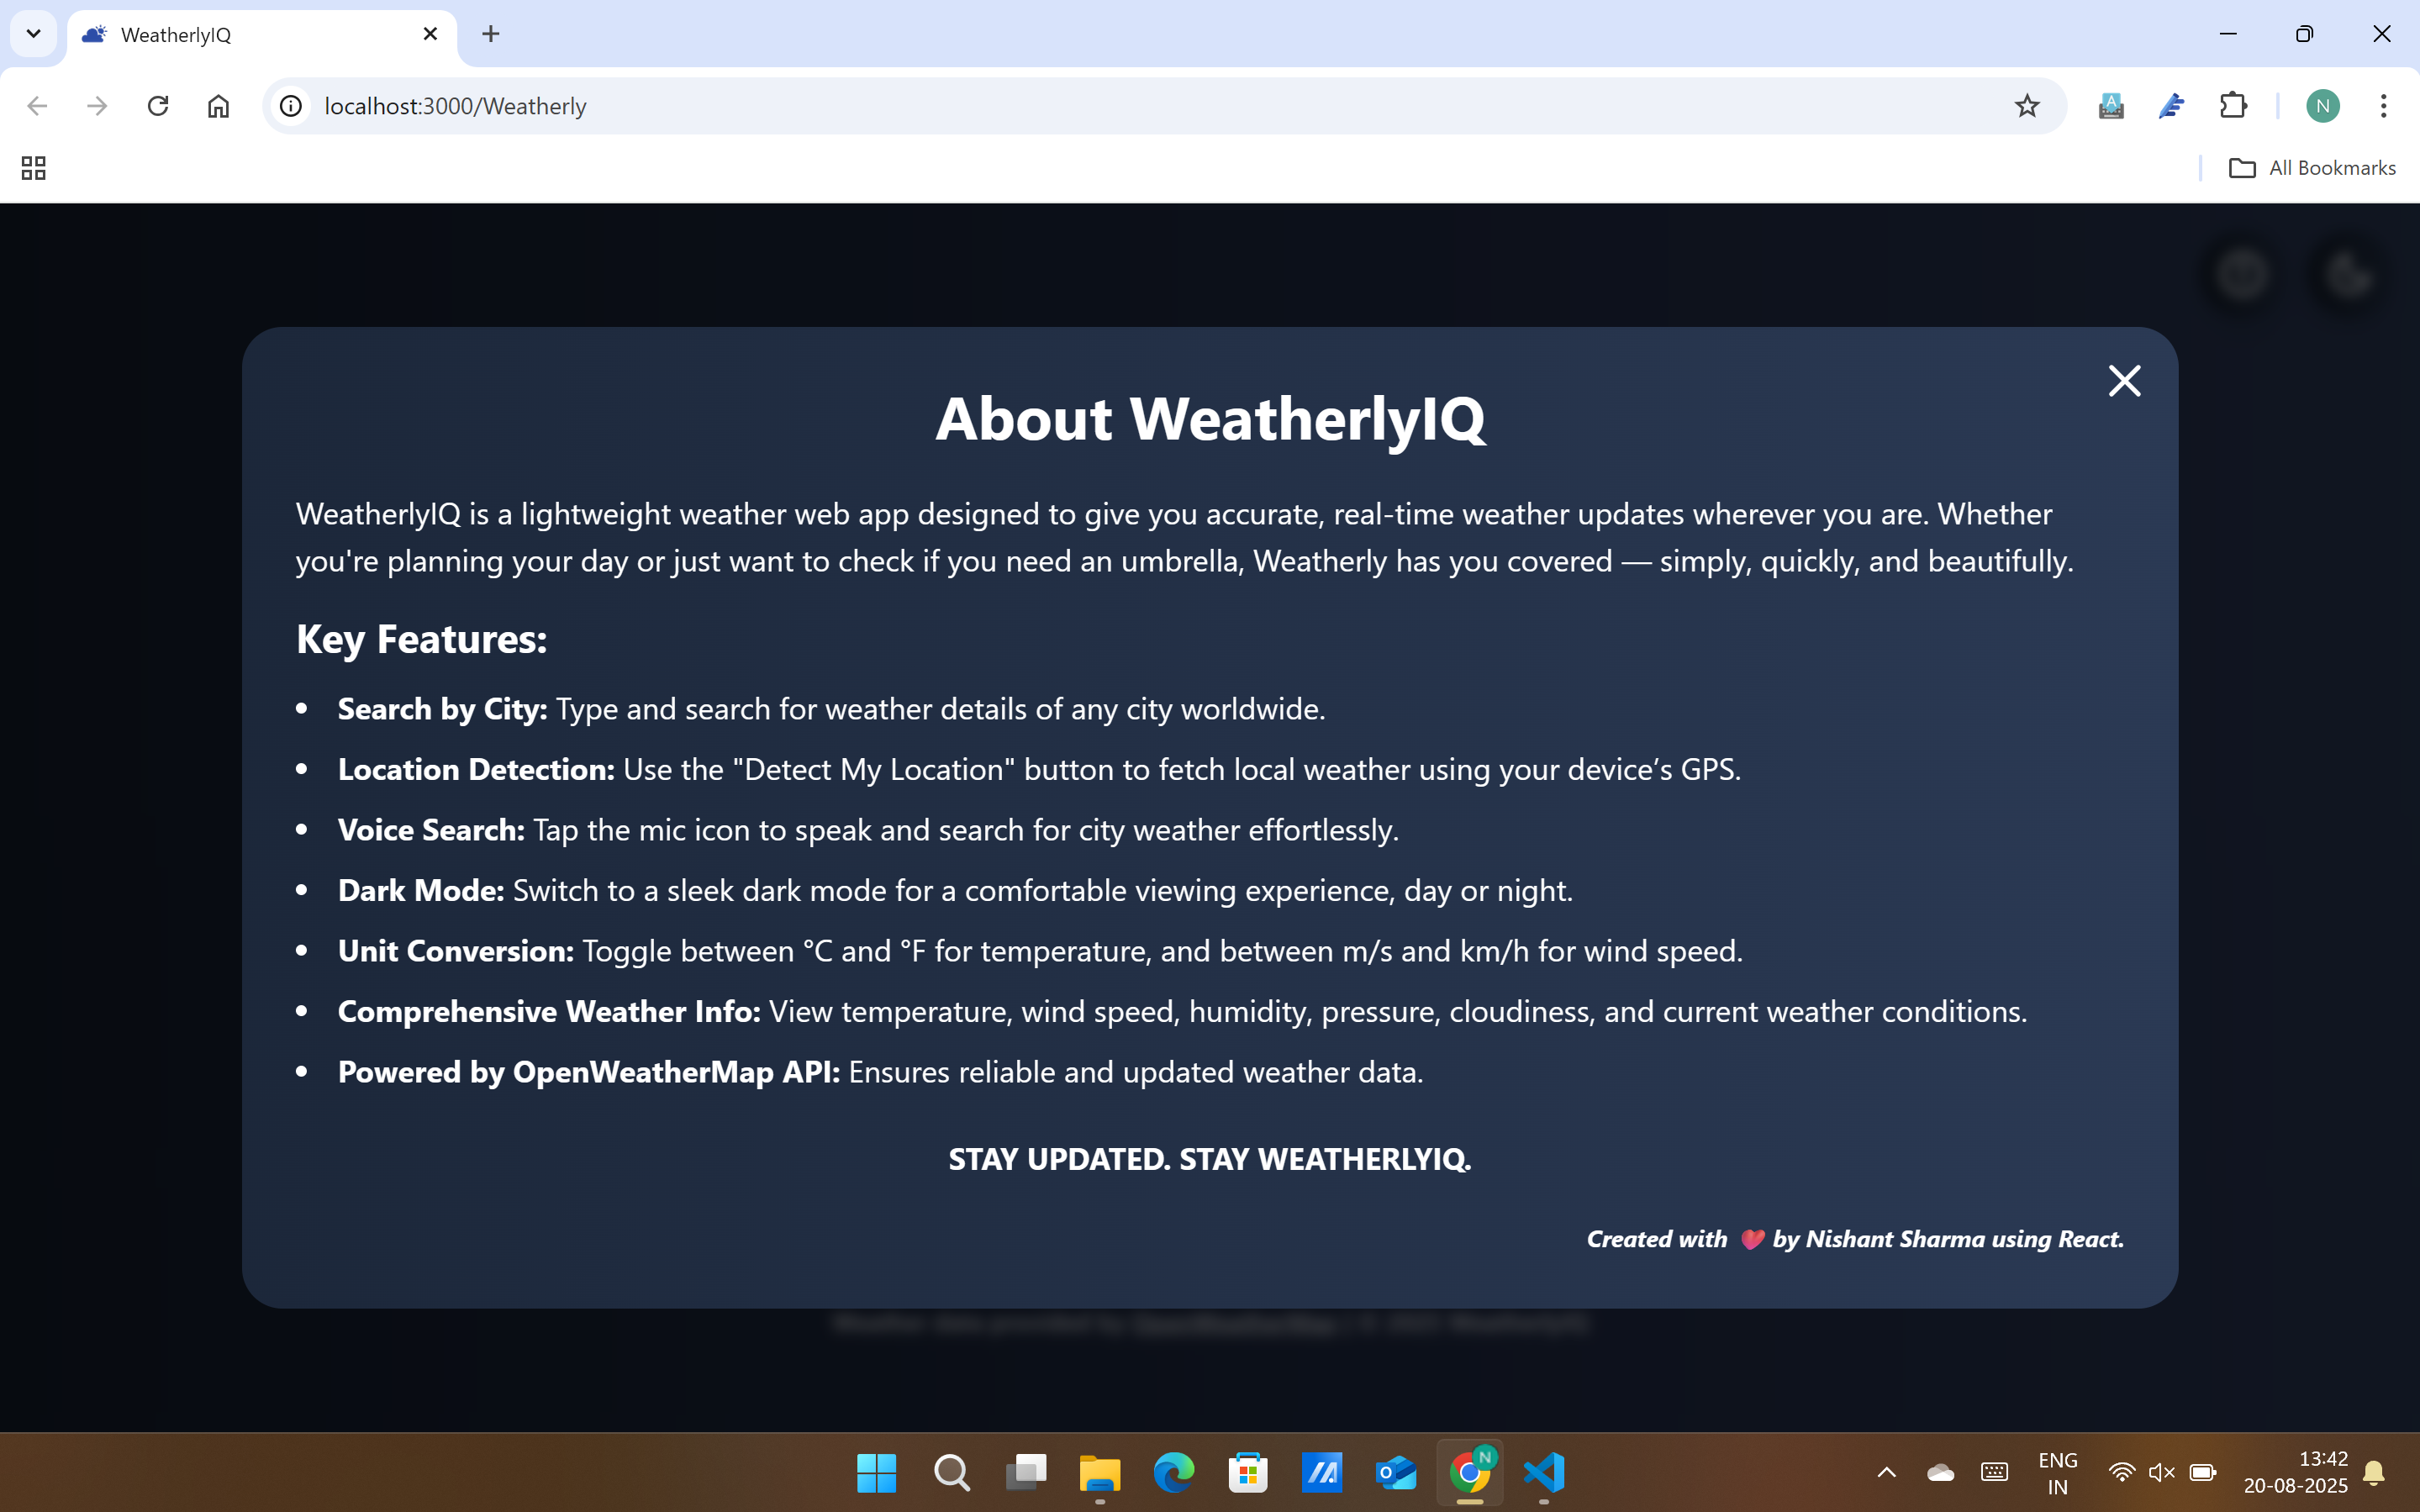 WeatherlyIQ
localhost:3000/Weatherly
N
A
All Bookmarks
About WeatherlyIQ
WeatherlyIQ is a lightweight weather web app designed to give you accurate, real-time weather updates wherever you are. Whether
you're planning your day or just want to check if you need an umbrella, Weatherly has you covered — simply, quickly, and beautifully.
Key Features:
• Search by City: Type and search for weather details of any city worldwide.
• Location Detection: Use the "Detect My Location" button to fetch local weather using your device’s GPS.
• Voice Search: Tap the mic icon to speak and search for city weather effortlessly.
• Dark Mode: Switch to a sleek dark mode for a comfortable viewing experience, day or night.
• Unit Conversion: Toggle between °C and °F for temperature, and between m/s and km/h for wind speed.
• Comprehensive Weather Info: View temperature, wind speed, humidity, pressure, cloudiness, and current weather conditions.
• Powered by OpenWeatherMap API: Ensures reliable and updated weather data.
STAY UPDATED. STAY WEATHERLYIQ.
Created with ❤️ by Nishant Sharma using React.
N
ENG
IN
13:42
20-08-2025